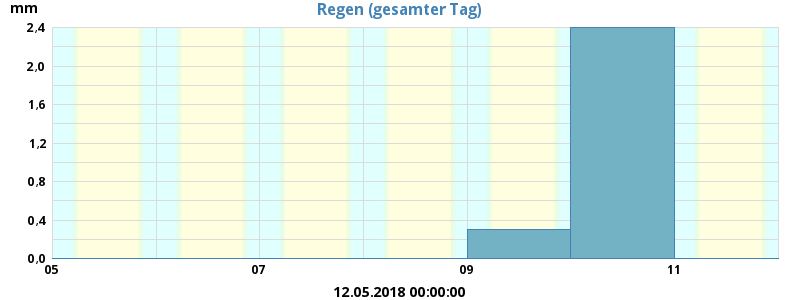 mm
Regen (gesamter Tag)
2,4
2,0
1,6
1,2
0,8
0,4
0,0
05 07 09 11
12.05.2018 00:00:00